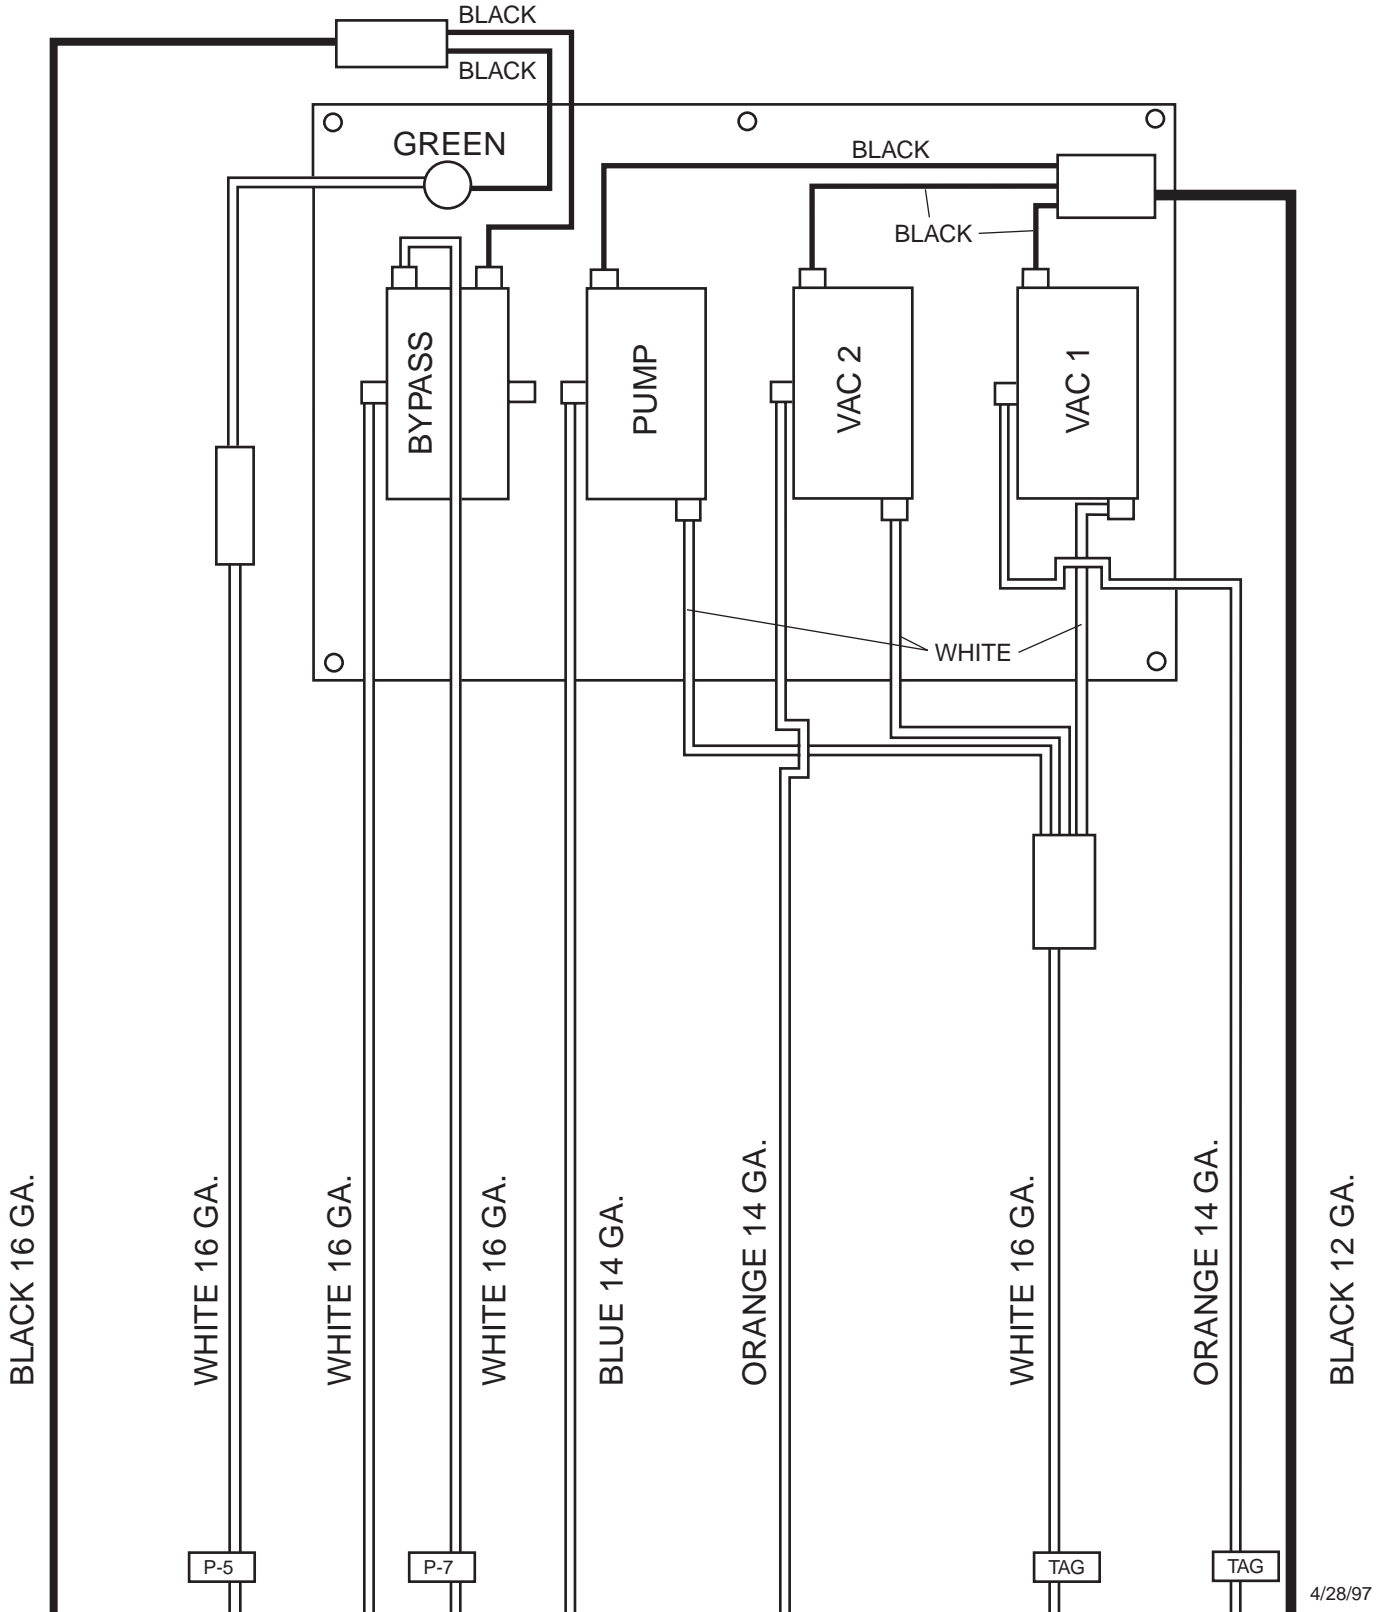 BLACK
BLACK
GREEN
BLACK
BLACK
BYPASS
PUMP
VAC 2
VAC 1
WHITE
BLACK 16 GA.
WHITE 16 GA.
WHITE 16 GA.
WHITE 16 GA.
BLUE 14 GA.
ORANGE 14 GA.
WHITE 16 GA.
ORANGE 14 GA.
BLACK 12 GA.
P-5
P-7
TAG
TAG
4/28/97